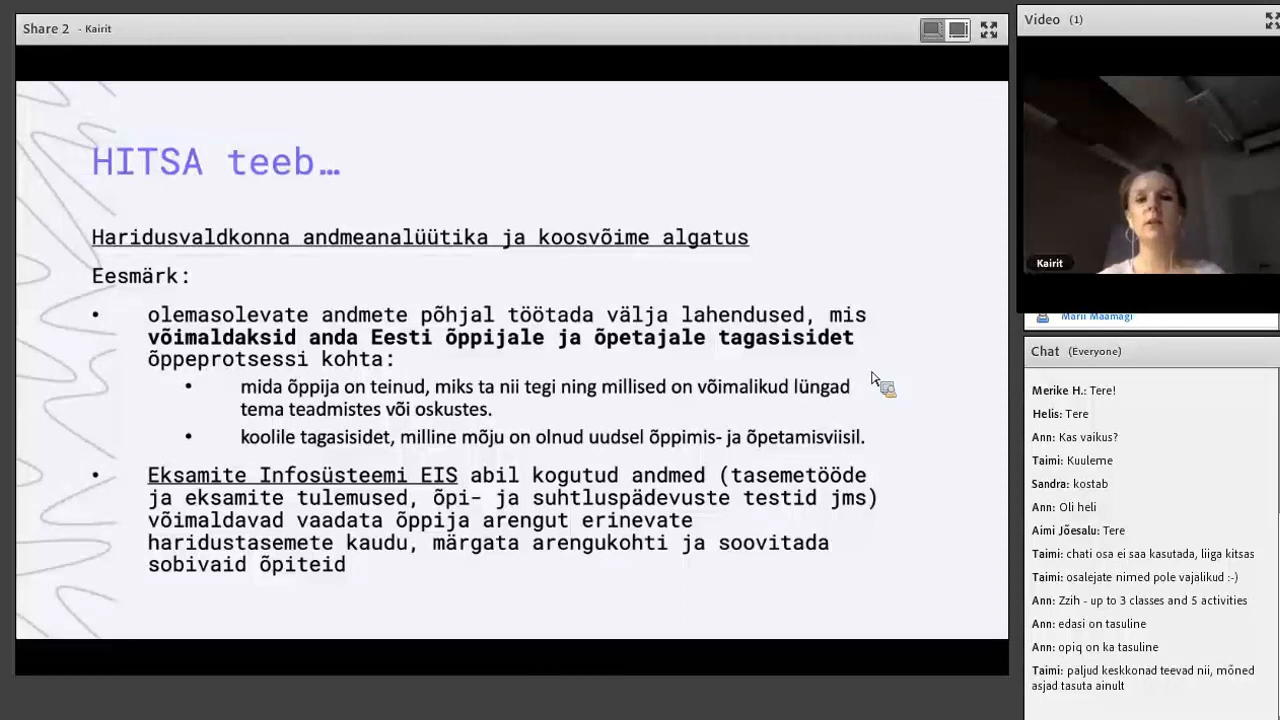 Share 2 - Kairit
HITSA teeb…
Haridusvaldkonna andmeanalüütika ja koosvõime algatus
Eesmärk:
• olemasolevate andmete põhjal töötada välja lahendused, mis
võimaldaksid anda Eesti õppijale ja õpetajale tagasisidet
õppeprotsessi kohta:
• mida õppija on teinud, miks ta nii tegi ning millised on võimalikud lüngad
tema teadmistes või oskustes.
• koolile tagasisidet, milline mõju on olnud uudsel õppimis- ja õpetamisviisil.
• Eksamite Infosüsteemi EIS abil kogutud andmed (tasemetööde
ja eksamite tulemused, õpi- ja suhtluspädevuste testid jms)
võimaldavad vaadata õppija arengut erinevate
haridustasemete kaudu, märgata arengukohti ja soovitada
sobivaid õpiteid
Video (1)
Kairit
Marii Maamägi
Chat (Everyone)
Merike H.: Tere!
Helis: Tere
Ann: Kas vaikus?
Taimi: Kuuleme
Sandra: kostab
Ann: Oli heli
Aimi Jõesalu: Tere
Taimi: chati osa ei saa kasutada, liiga kitsas
Taimi: osalejate nimed pole vajalikud :-)
Ann: Zzih - up to 3 classes and 5 activities
Ann: edasi on tasuline
Ann: opiq on ka tasuline
Taimi: paljud keskkonad teevad nii, mõned
asjad tasuta ainult